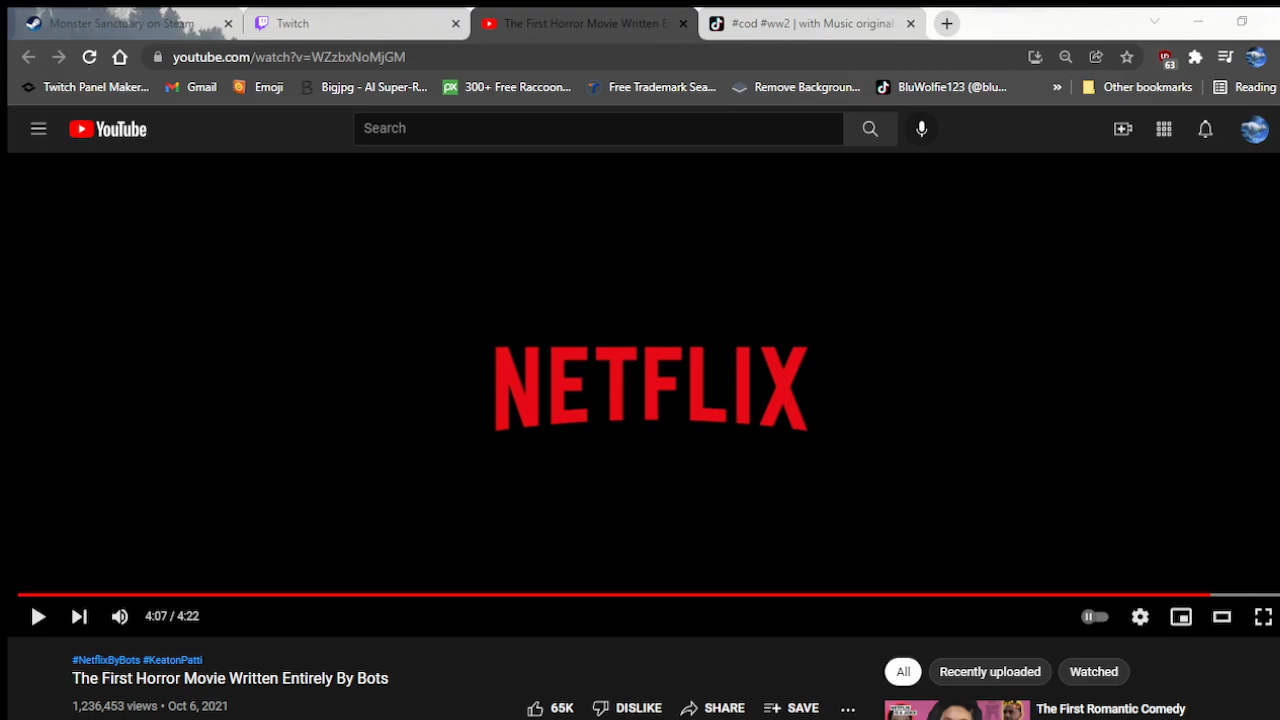 Monster Sanctuary on Steam
Twitch
The First Horror Movie Written E
#cod #ww2 | with Music original
youtube.com/watch?v=WZzbxNoMjGM
63
Twitch Panel Maker...
Gmail
Emoji
Bigjpg - AI Super-R...
px
300+ Free Raccoon...
Free Trademark Sea...
Remove Backgroun...
BluWolfie123 (@blu...
»
Other bookmarks
Reading
YouTube
Search
NETFLIX
4:07 / 4:22
#NetflixByBots #KeatonPatti
The First Horror Movie Written Entirely By Bots
1,236,453 views • Oct 6, 2021
65K
DISLIKE
SHARE
SAVE
...
All
Recently uploaded
Watched
NETFLIX
The First Romantic Comedy